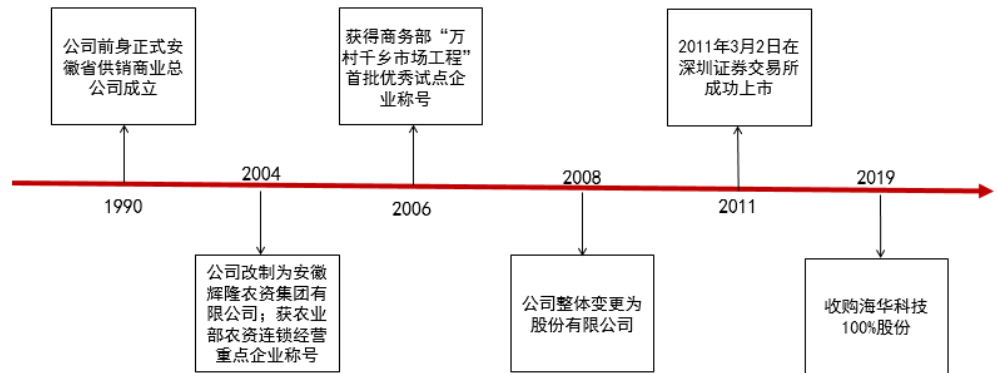 公司前身正式安
徽省供销商业总
公司成立
获得商务部“万
村千乡市场工程”
首批优秀试点企
业称号
2011年3月2日在
深圳证券交易所
成功上市
2004
2008
2019
1990
2006
2011
公司改制为安徽
辉隆农资集团有
限公司；获农业
部农资连锁经营
重点企业称号
公司整体变更为
股份有限公司
收购海华科技
100%股份